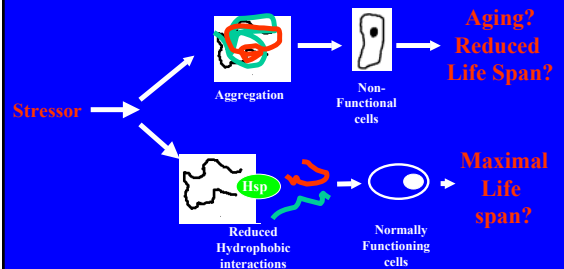 Stressor
Aggregation
Non-
Functional
cells
Aging?
Reduced
Life Span?
Hsp
Reduced
Hydrophobic
interactions
Normally
Functioning
cells
Maximal
Life
span?